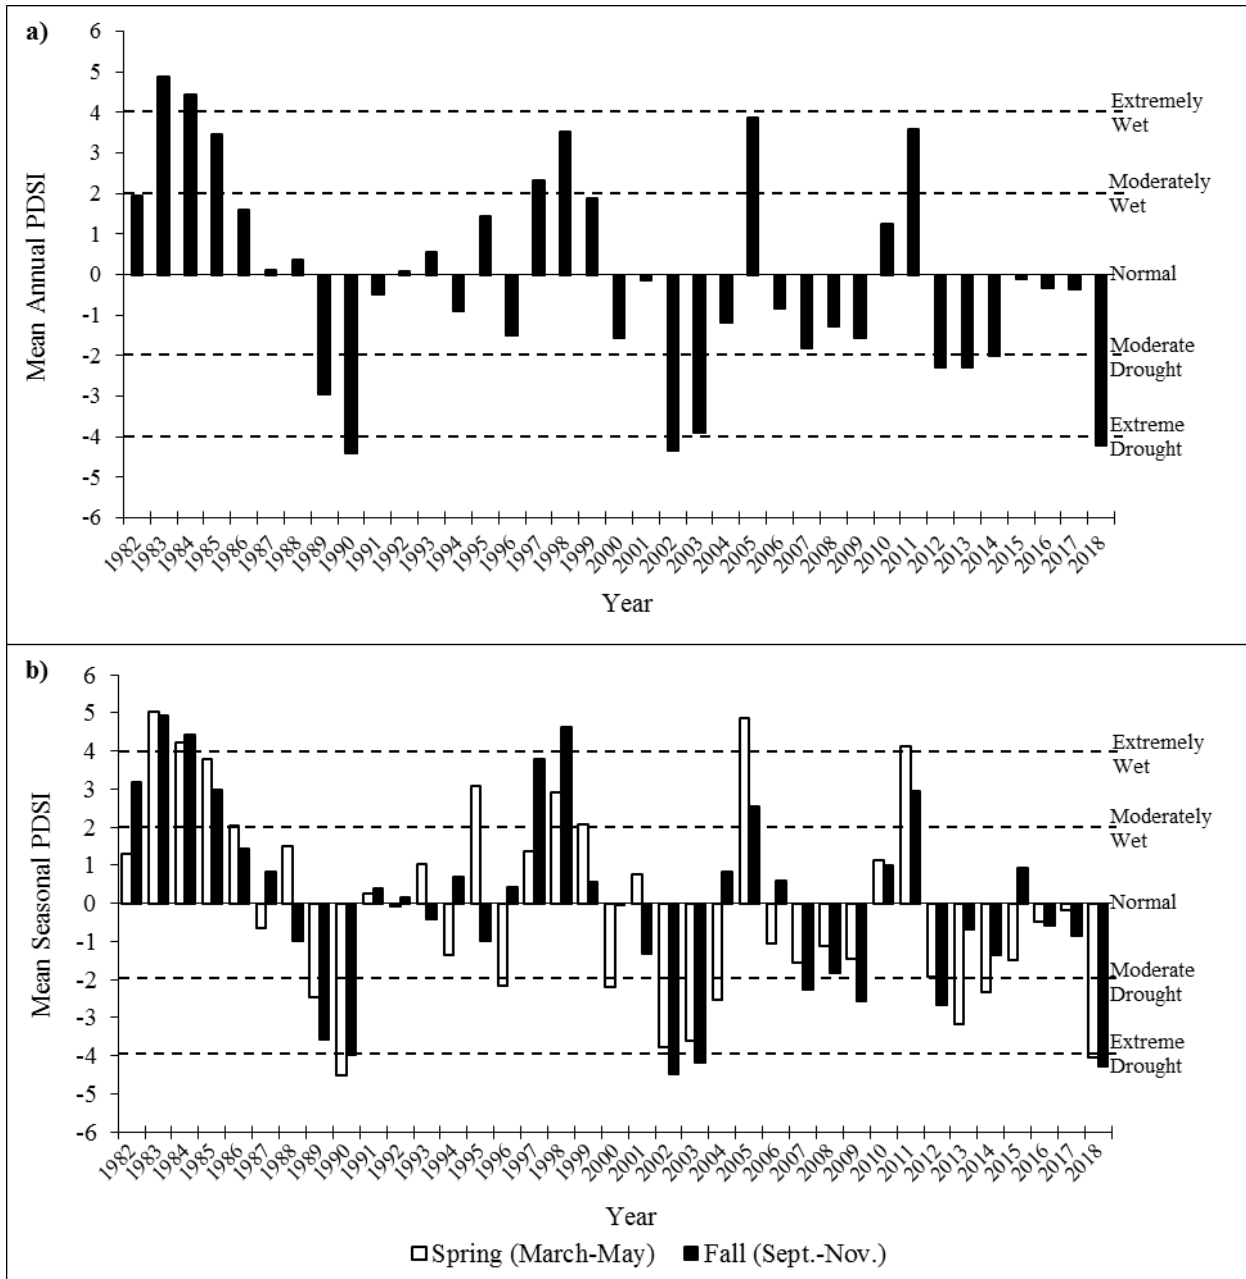 a)
6
5
4
3
2
1
0
-1
-2
-3
-4
-5
-6
Mean Annual PDSI
Extremely
Wet
Moderately
Wet
Normal
Moderate
Drought
Extreme
Drought
1982 1983 1984 1985 1986 1987 1988 1989 1990 1991 1992 1993 1994 1995 1996 1997 1998 1999 2000 2001 2002 2003 2004 2005 2006 2007 2008 2009 2010 2011 2012 2013 2014 2015 2016 2017 2018
Year
b)
6
5
4
3
2
1
0
-1
-2
-3
-4
-5
-6
Mean Seasonal PDSI
Extremely
Wet
Moderately
Wet
Normal
Moderate
Drought
Extreme
Drought
1982 1983 1984 1985 1986 1987 1988 1989 1990 1991 1992 1993 1994 1995 1996 1997 1998 1999 2000 2001 2002 2003 2004 2005 2006 2007 2008 2009 2010 2011 2012 2013 2014 2015 2016 2017 2018
Year
Spring (March-May) Fall (Sept.-Nov.)